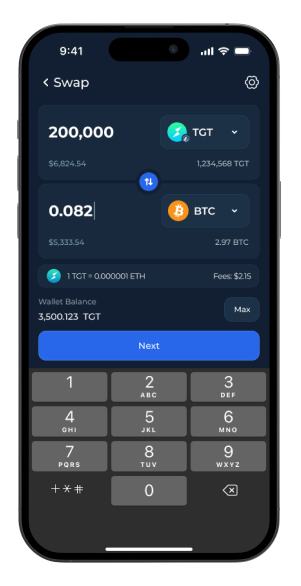 9:41
< Swap
200,000 TGT
$6,824.54 1,234,568 TGT
0.082 BTC
$5,333.54 2.97 BTC
1 TGT = 0.000001 ETH Fees: $2.15
Wallet Balance
3,500.123 TGT
Max
Next
1 2 3
ABC DEF
4 5 6
GHI JKL MNO
7 8 9
PQRS TUV WXYZ
+*# 0